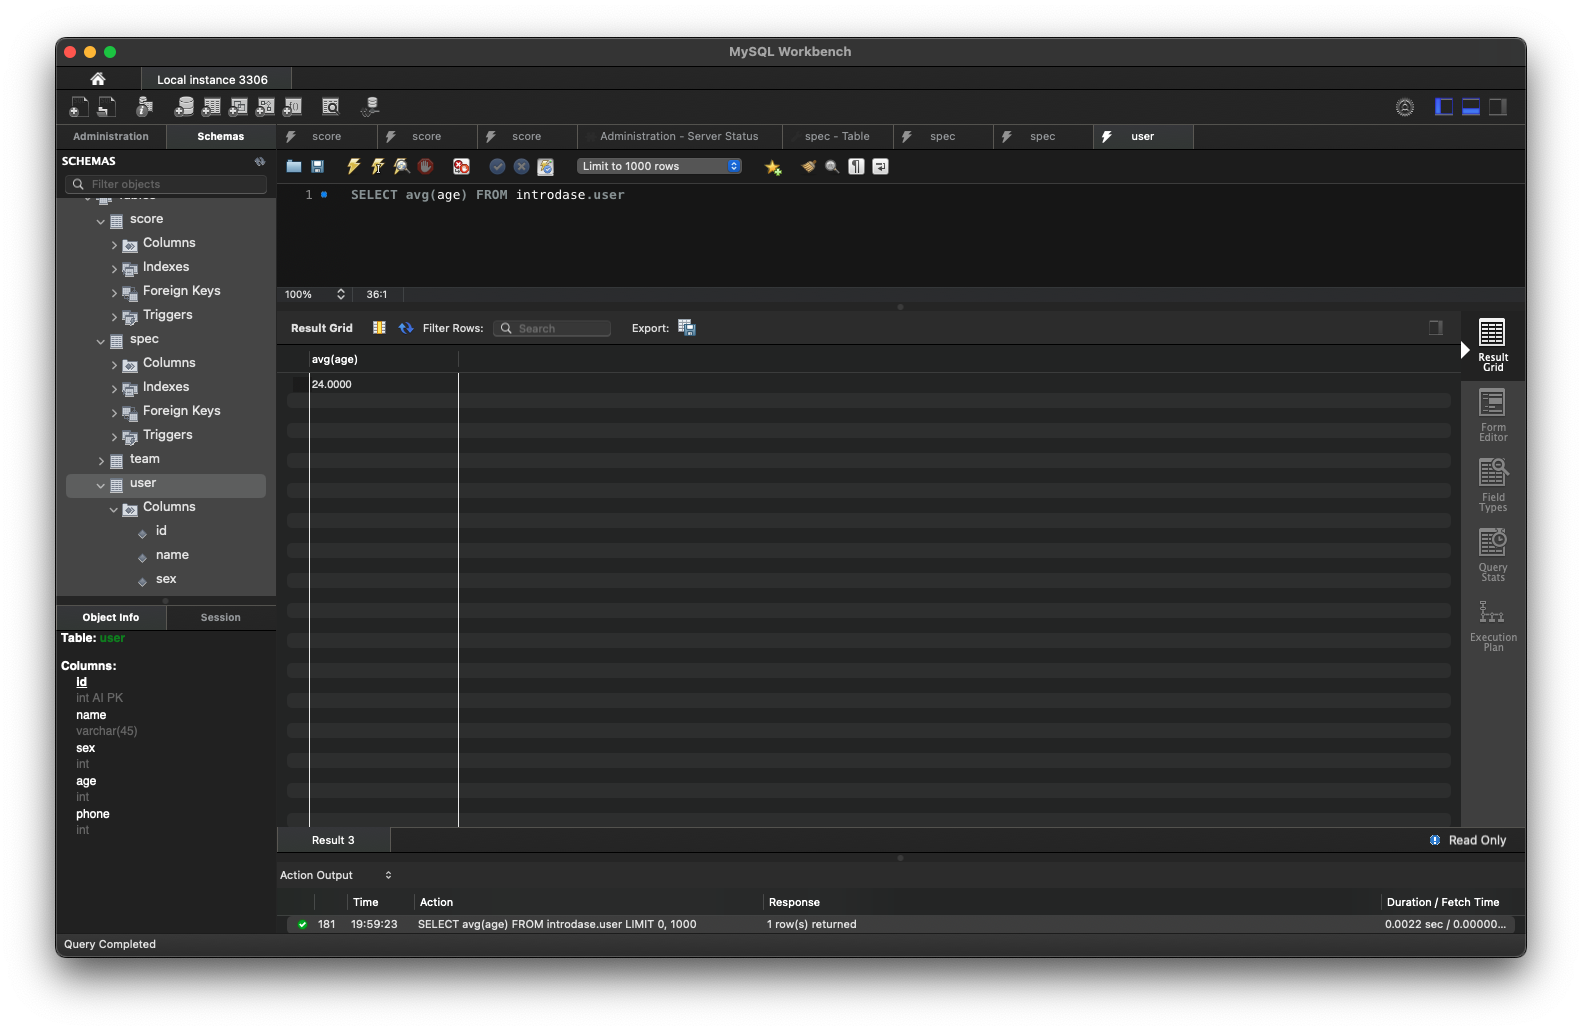 MySQL Workbench
Local instance 3306
Administration
Schemas
score
score
score
Administration - Server Status
spec - Table
spec
spec
user
SCHEMAS
Filter objects
Limit to 1000 rows
1
SELECT avg(age) FROM introdase.user
Tables
score
Columns
Indexes
Foreign Keys
Triggers
spec
Columns
Indexes
Foreign Keys
Triggers
team
user
Columns
id
name
sex
100%
36:1
Result Grid
Filter Rows:
Search
Export:
avg(age)
24.0000
Result
Grid
Form
Editor
Field
Types
Query
Stats
Execution
Plan
Object Info
Session
Table: user
Columns:
id
int AI PK
name
varchar(45)
sex
int
age
int
phone
int
Result 3
Read Only
Action Output
Time
Action
Response
Duration / Fetch Time
181
19:59:23
SELECT avg(age) FROM introdase.user LIMIT 0, 1000
1 row(s) returned
0.0022 sec / 0.00000...
Query Completed